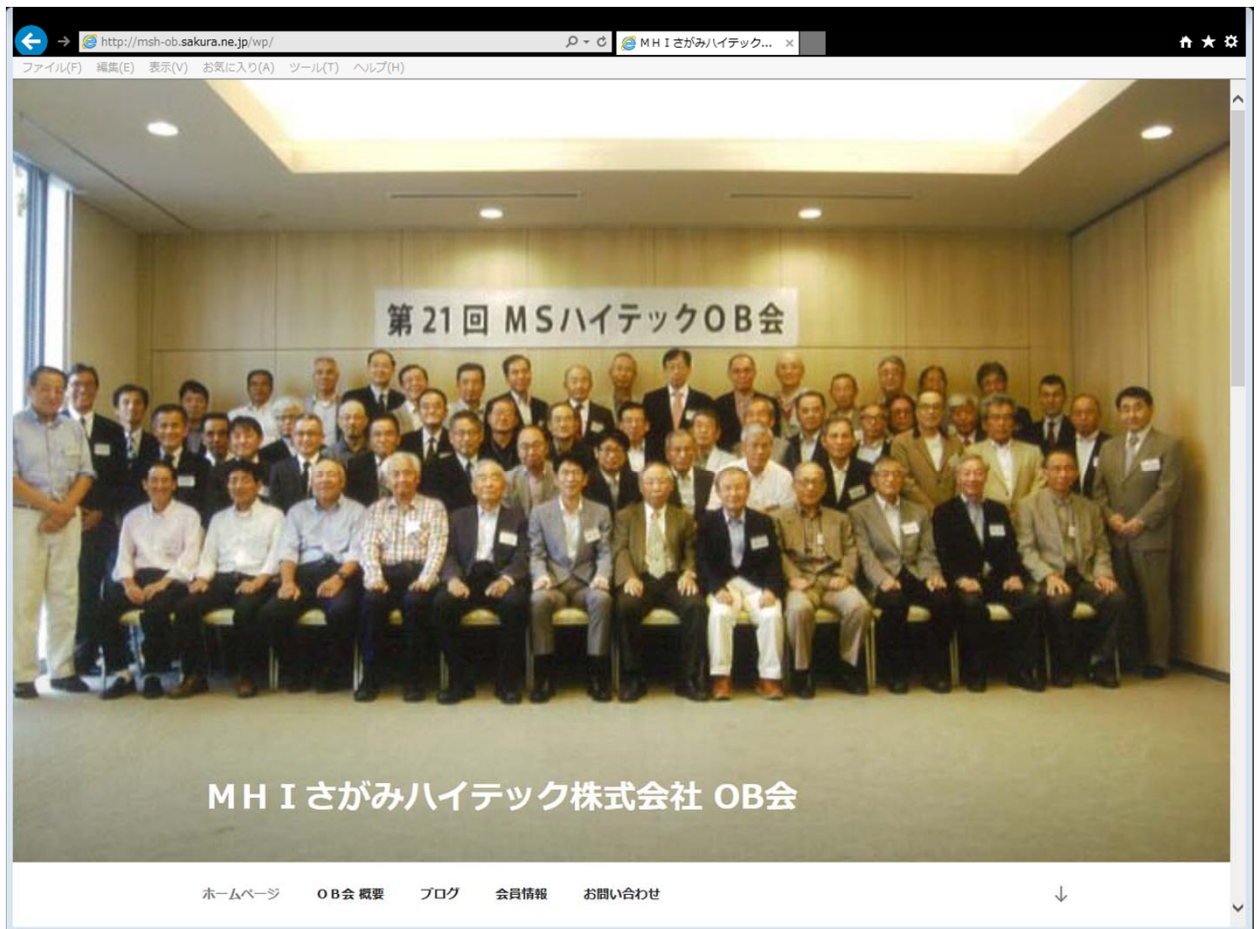 http://msh-ob.sakura.ne.jp/wp/
ＭＨＩさがみハイテック...
ファイル(F) 編集(E) 表示(V) お気に入り(A) ツール(T) ヘルプ(H)
第21回 MSハイテックOB会
ＭＨＩさがみハイテック株式会社 OB会
ホームページ ＯＢ会 概要 ブログ 会員情報 お問い合わせ